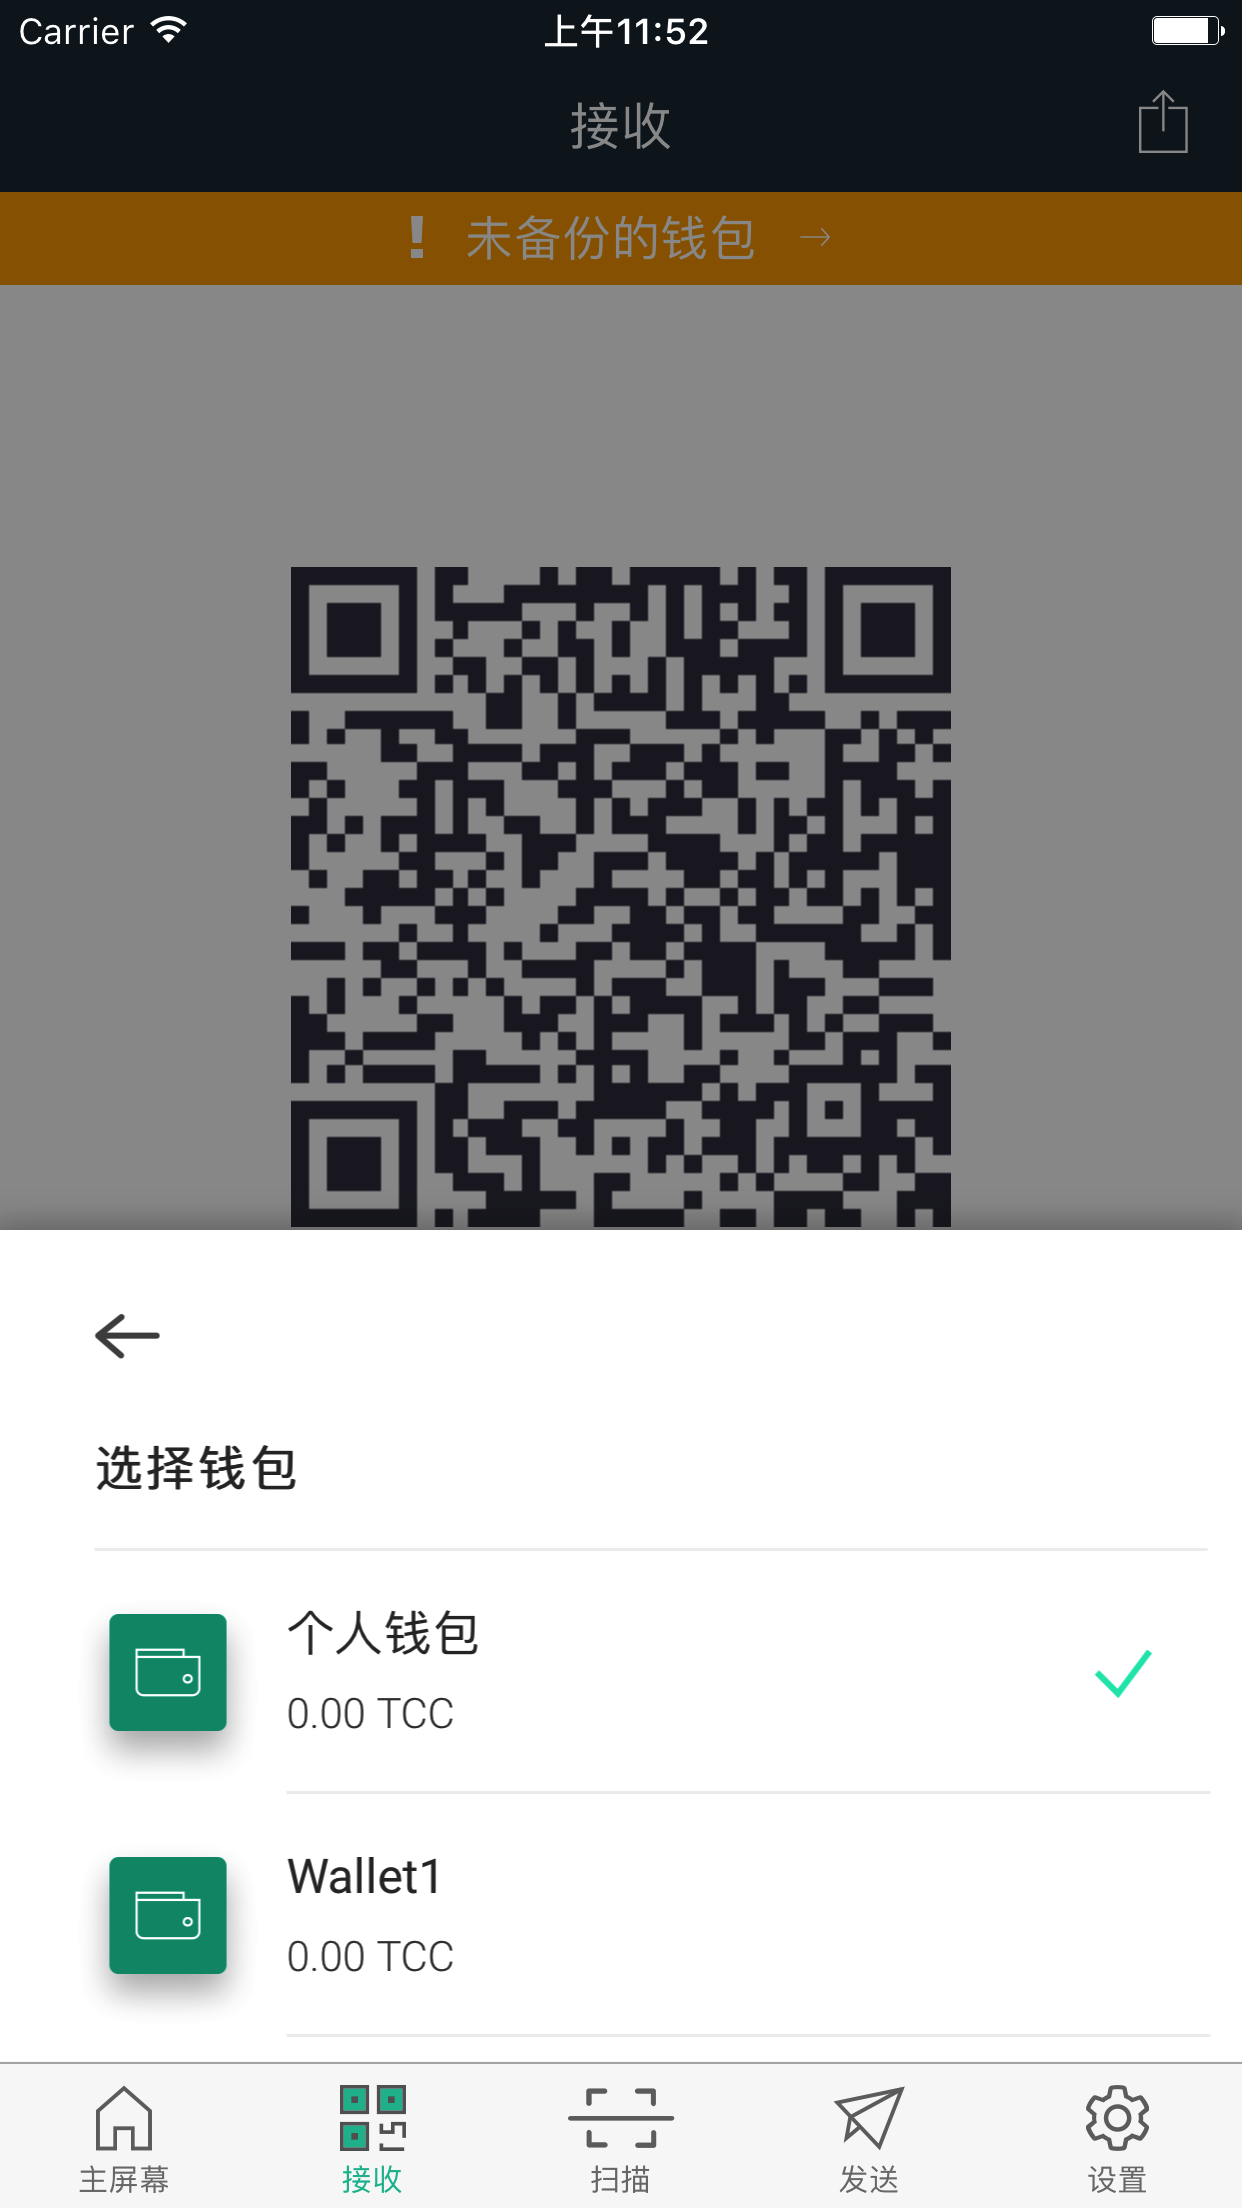 Carrier 上午11:52
接收
! 未备份的钱包 →
选择钱包
个人钱包
0.00 TCC
Wallet1
0.00 TCC
主屏幕 接收 扫描 发送 设置